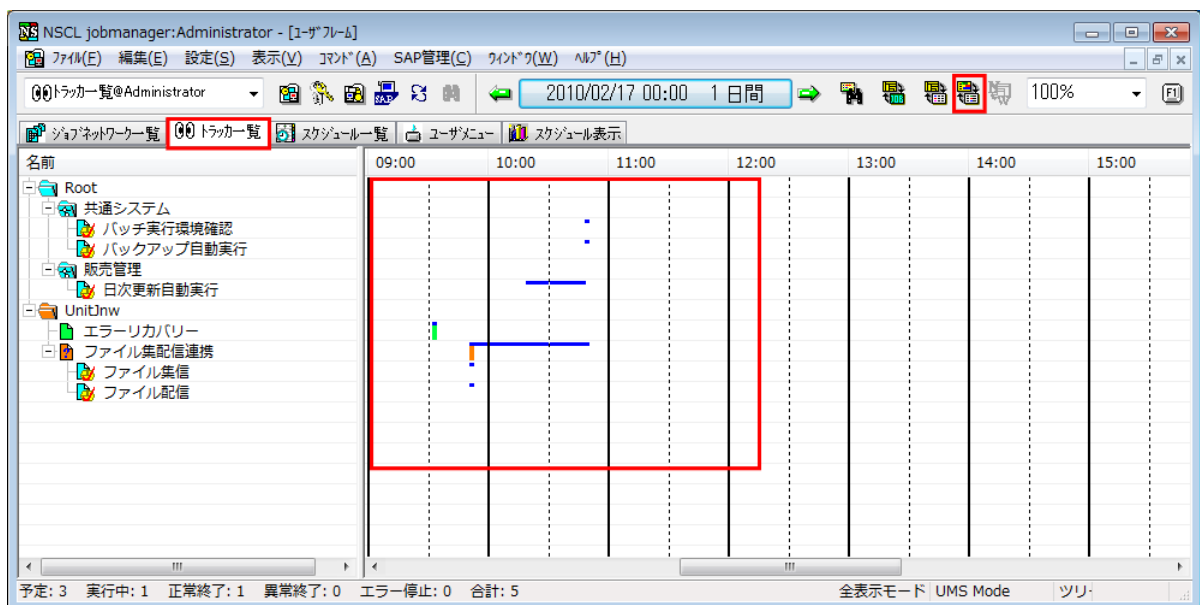 NSCL jobmanager:Administrator - [ﾕｰｻﾞﾌﾚｰﾑ]
ﾌｧｲﾙ(F) 編集(E) 設定(S) 表示(V) ｺﾏﾝﾄﾞ(A) SAP管理(C) ｳｨﾝﾄﾞｳ(W) ﾍﾙﾌﾟ(H)
ﾄﾗｯｶ一覧@Administrator SAP 2010/02/17 00:00 1 日間 100% F1
ｼﾞｮﾌﾞﾈｯﾄﾜｰｸ一覧 ﾄﾗｯｶ一覧 ｽｹｼﾞｭｰﾙ一覧 ﾕｰｻﾞﾒﾆｭｰ ｽｹｼﾞｭｰﾙ表示
名前 09:00 10:00 11:00 12:00 13:00 14:00 15:00
Root
共通システム
バッチ実行環境確認
バックアップ自動実行
販売管理
日次更新自動実行
UnitJnw
エラーリカバリー
ファイル集配信連携
ファイル集信
ファイル配信
予定: 3 実行中: 1 正常終了: 1 異常終了: 0 エラー停止: 0 合計: 5 全表示モード UMS Mode ツリ